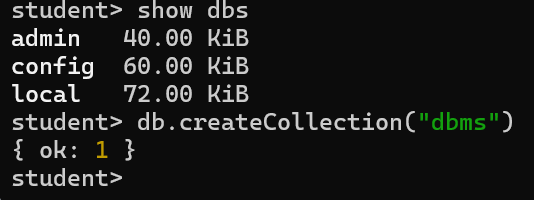 student> show dbs
admin   40.00 KiB
config  60.00 KiB
local   72.00 KiB
student> db.createCollection("dbms")
{ ok: 1 }
student>